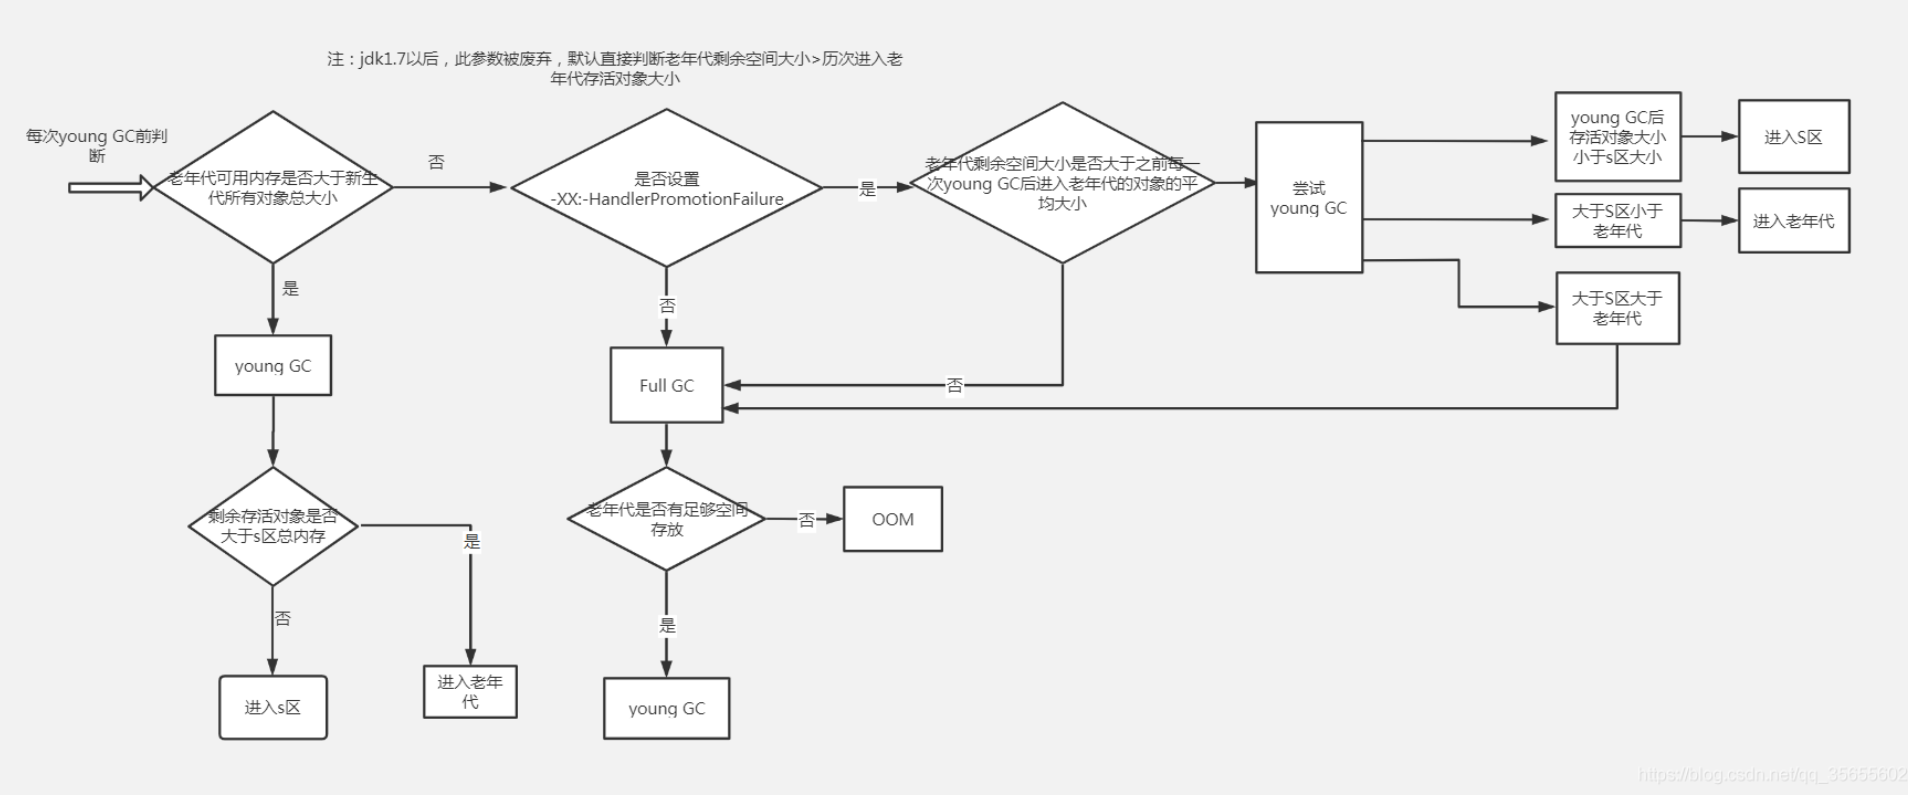 注：jdk1.7以后，此参数被废弃，默认直接判断老年代剩余空间大小>历次进入老
年代存活对象大小
每次young GC前判
断
老年代可用内存是否大于新生
代所有对象总大小
否
是否设置
-XX:-HandlerPromotionFailure
是
老年代剩余空间大小是否大于之前每一
次young GC后进入老年代的对象的平
均大小
尝试
young GC
young GC后
存活对象大小
小于s区大小
进入S区
大于S区小于
老年代
进入老年代
大于S区大于
老年代
是
否
young GC
Full GC
否
剩余存活对象是否
大于s区总内存
是
老年代是否有足够空间
存放
否
OOM
否
是
进入s区
进入老年
代
young GC
https://blog.csdn.net/qq_35655602